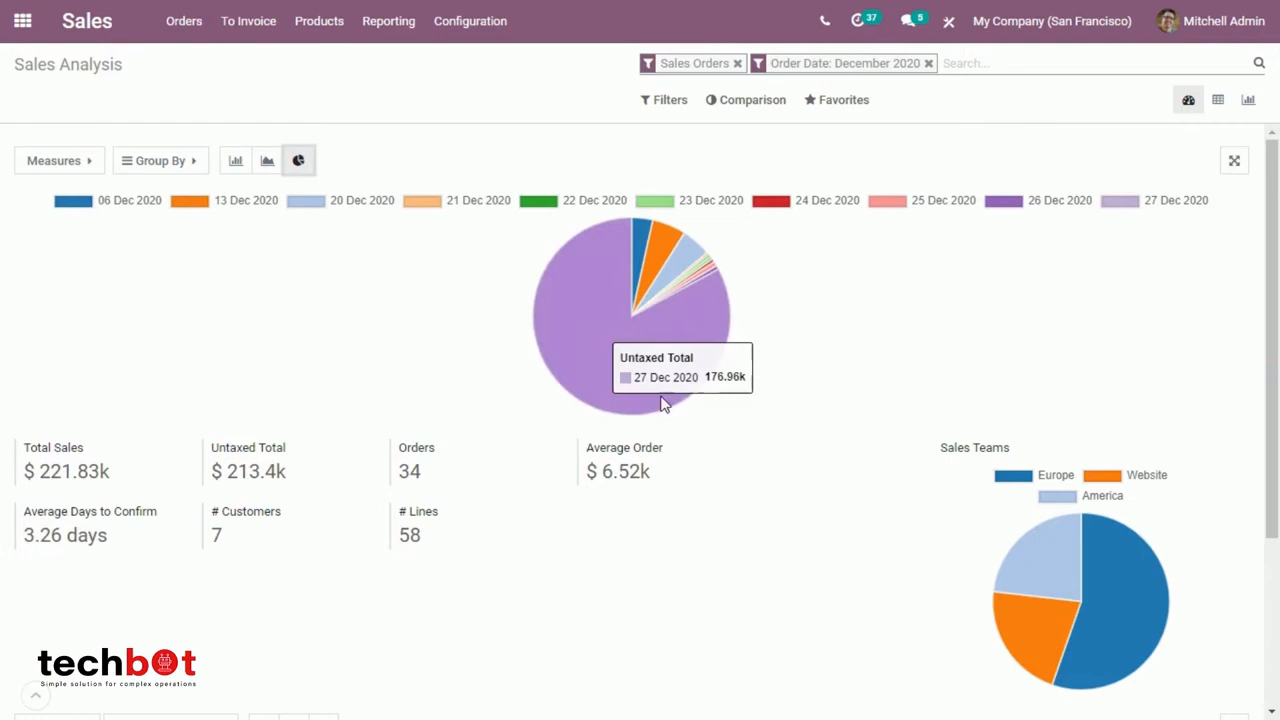 Sales Orders To Invoice Products Reporting Configuration 37 5 My Company (San Francisco) Mitchell Admin
Sales Analysis Sales Orders Order Date: December 2020 Search...
Filters Comparison Favorites
Measures Group By
06 Dec 2020 13 Dec 2020 20 Dec 2020 21 Dec 2020 22 Dec 2020 23 Dec 2020 24 Dec 2020 25 Dec 2020 26 Dec 2020 27 Dec 2020
Untaxed Total
27 Dec 2020 176.96k
Total Sales Untaxed Total Orders Average Order
$ 221.83k $ 213.4k 34 $ 6.52k
Average Days to Confirm # Customers # Lines
3.26 days 7 58
Sales Teams
Europe Website
America
techbot
Simple solution for complex operations